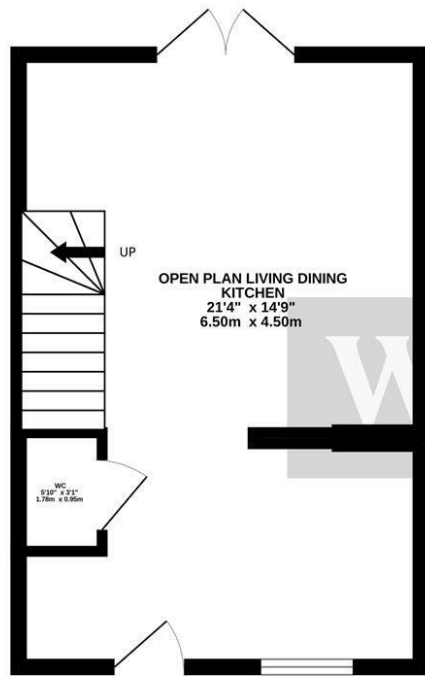 UP
OPEN PLAN LIVING DINING
KITCHEN
21'4" x 14'9"
6.50m x 4.50m
W
WC
5'10" x 3'1"
1.78m x 0.95m